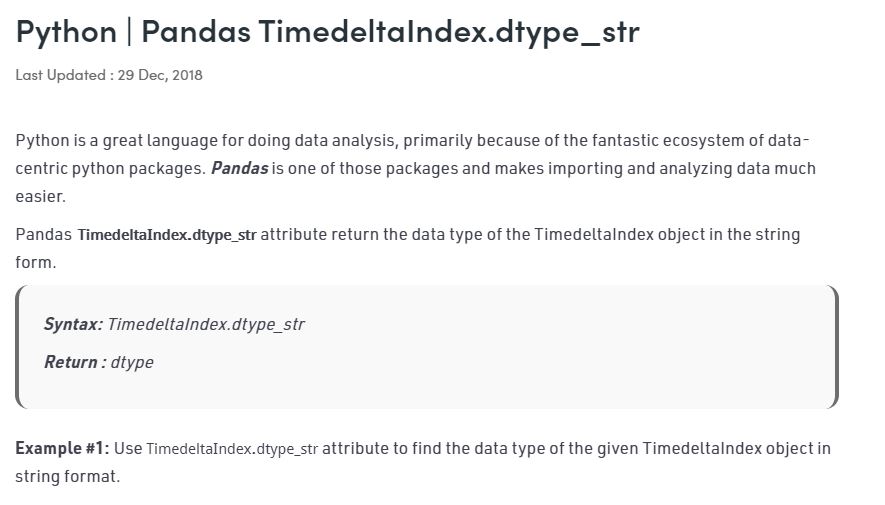 Python | Pandas TimedeltaIndex.dtype_str
Last Updated : 29 Dec, 2018
Python is a great language for doing data analysis, primarily because of the fantastic ecosystem of data-
centric python packages. Pandas is one of those packages and makes importing and analyzing data much
easier.
Pandas TimedeltaIndex.dtype_str attribute return the data type of the TimedeltaIndex object in the string
form.
Syntax: TimedeltaIndex.dtype_str
Return : dtype
Example #1: Use TimedeltaIndex.dtype_str attribute to find the data type of the given TimedeltaIndex object in
string format.